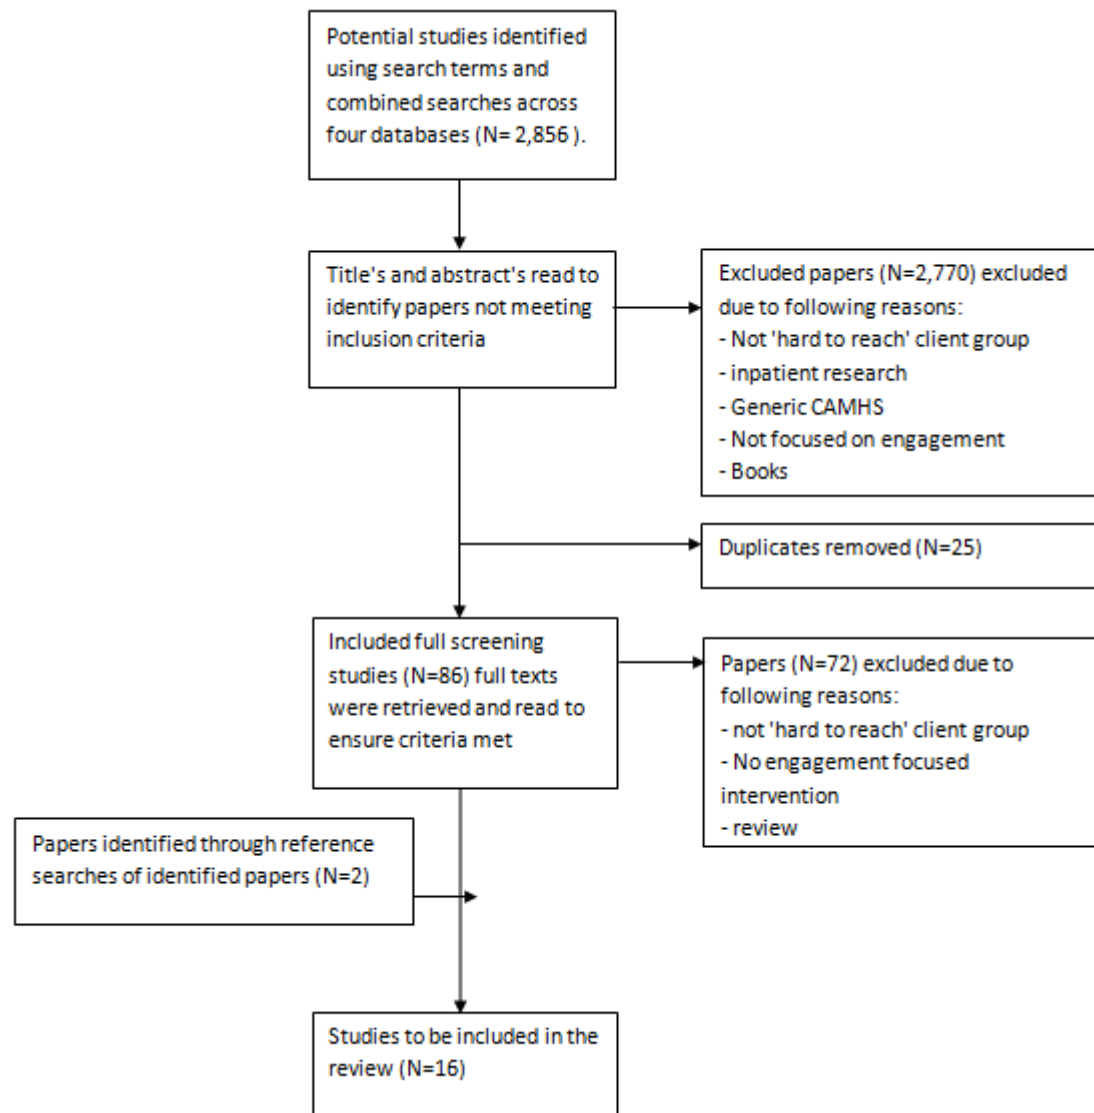 Potential studies identified
using search terms and
combined searches across
four databases (N= 2,856 ).
Title's and abstract's read to
identify papers not meeting
inclusion criteria
Excluded papers (N=2,770) excluded
due to following reasons:
- Not 'hard to reach' client group
- inpatient research
- Generic CAMHS
- Not focused on engagement
- Books
Duplicates removed (N=25)
Included full screening
studies (N=86) full texts
were retrieved and read to
ensure criteria met
Papers (N=72) excluded due to
following reasons:
- not 'hard to reach' client group
- No engagement focused
intervention
- review
Papers identified through reference
searches of identified papers (N=2)
Studies to be included in the
review (N=16)